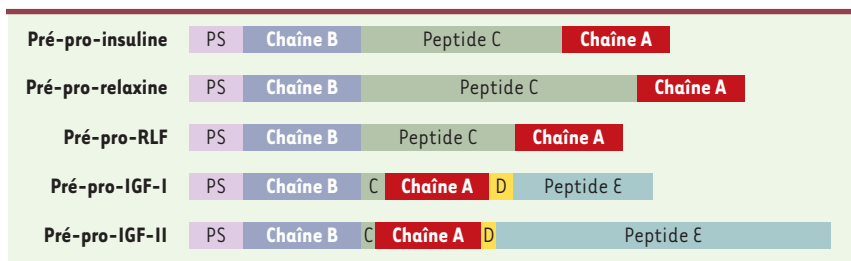 Pré-pro-insuline PS Chaîne B Peptide C Chaîne A
Pré-pro-relaxine PS Chaîne B Peptide C Chaîne A
Pré-pro-RLF PS Chaîne B Peptide C Chaîne A
Pré-pro-IGF-I PS Chaîne B C Chaîne A D Peptide E
Pré-pro-IGF-II PS Chaîne B C Chaîne A D Peptide E